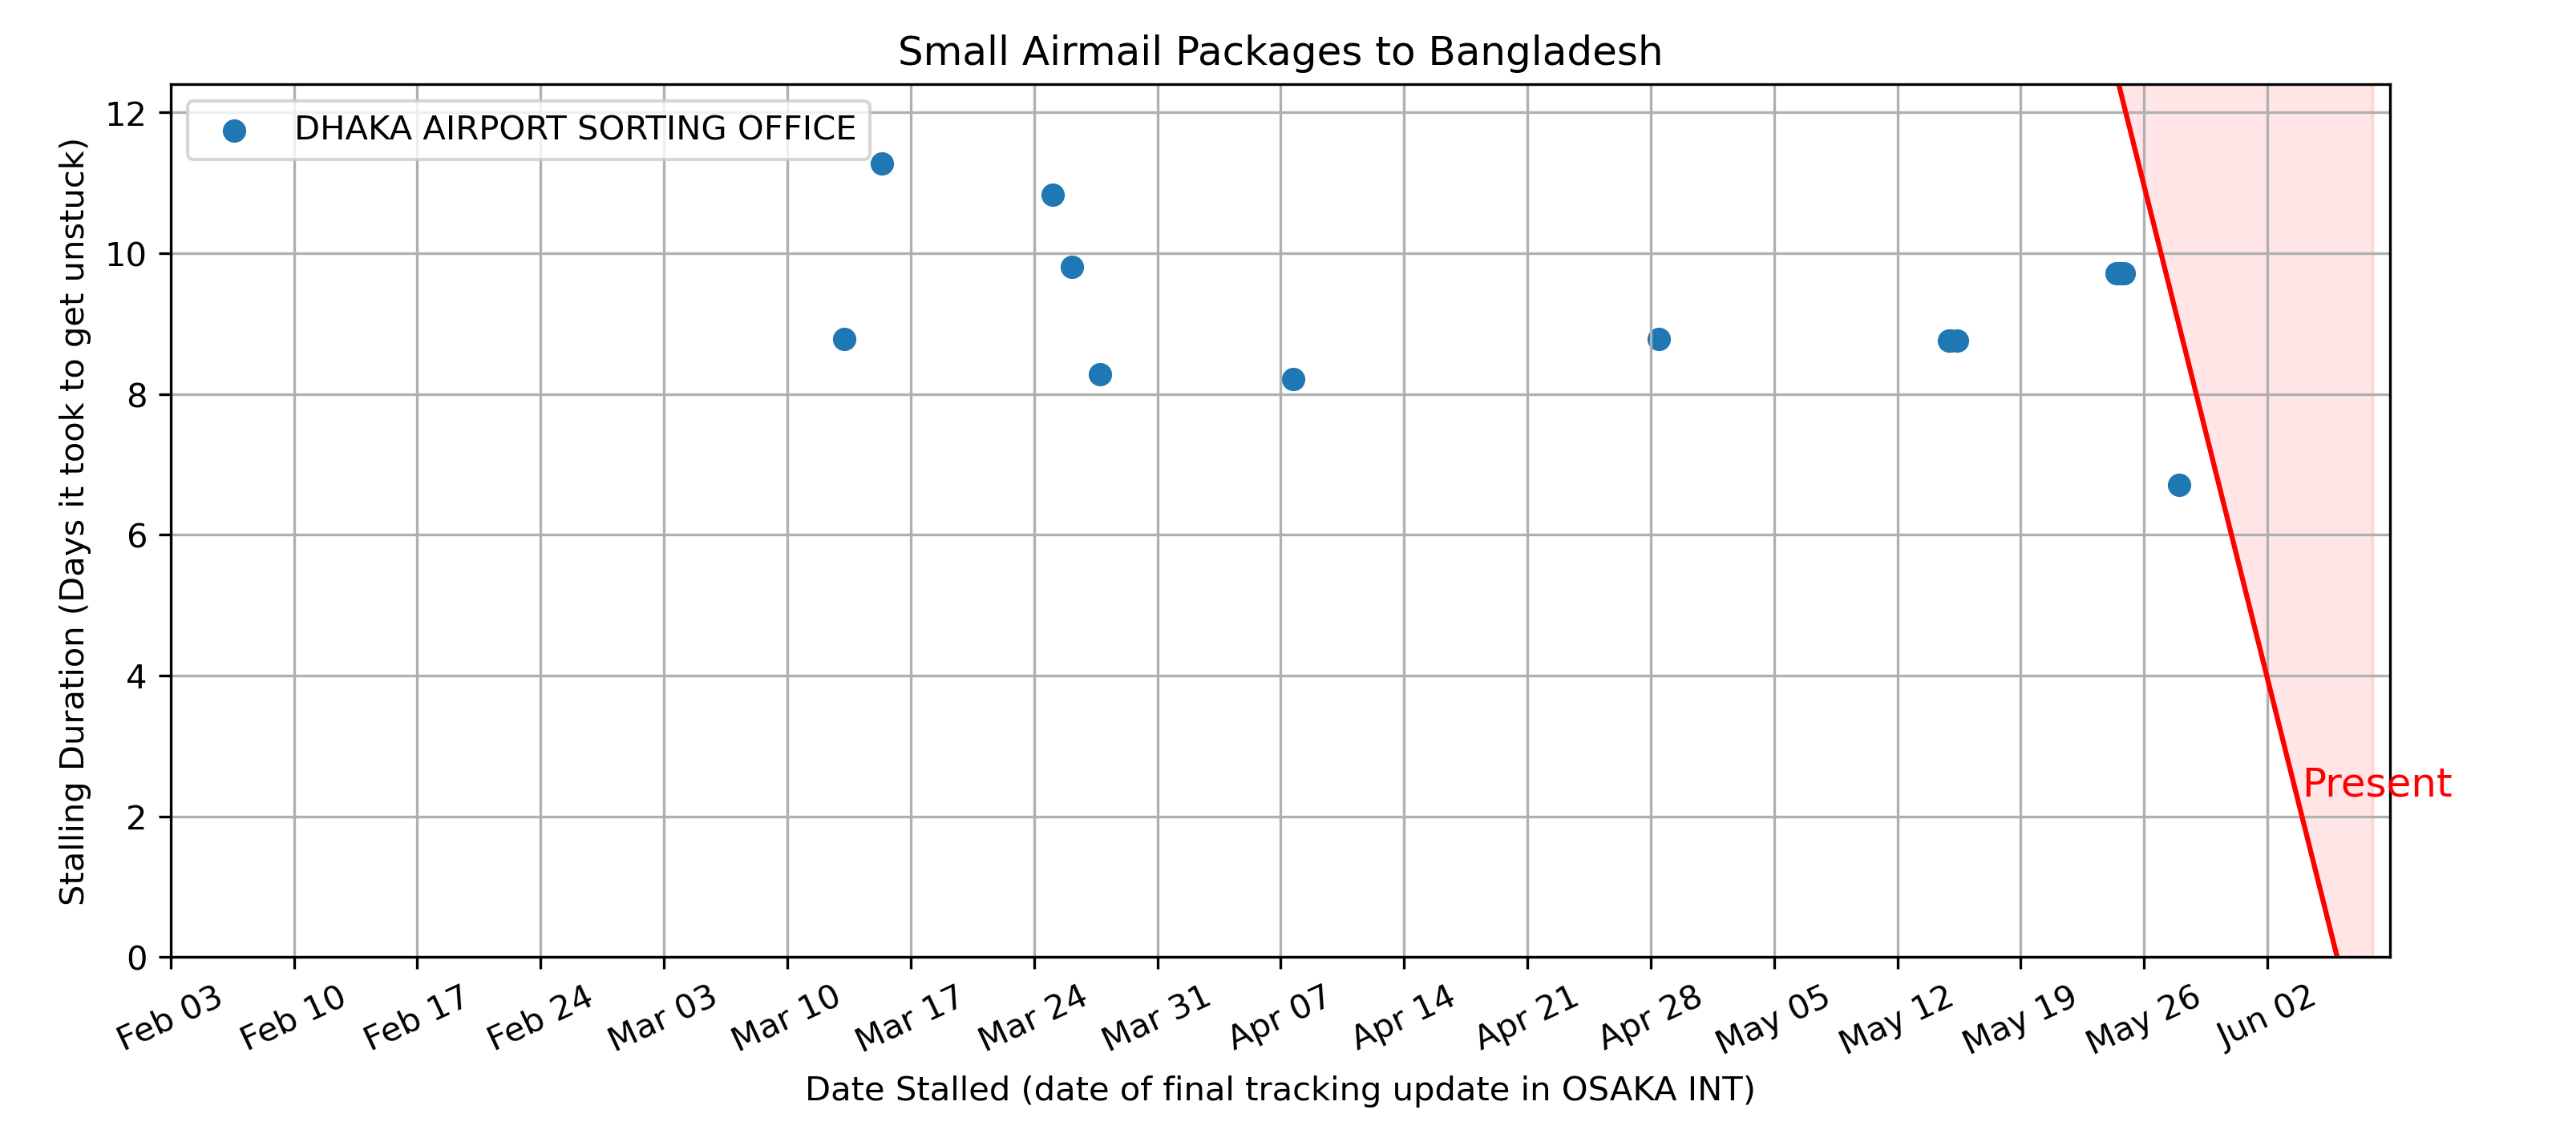 Small Airmail Packages to Bangladesh
DHAKA AIRPORT SORTING OFFICE
Stalling Duration (Days it took to get unstuck)
12
10
8
6
4
2
0
Present
Feb 03
Feb 10
Feb 17
Feb 24
Mar 03
Mar 10
Mar 17
Mar 24
Mar 31
Apr 07
Apr 14
Apr 21
Apr 28
May 05
May 12
May 19
May 26
Jun 02
Date Stalled (date of final tracking update in OSAKA INT)